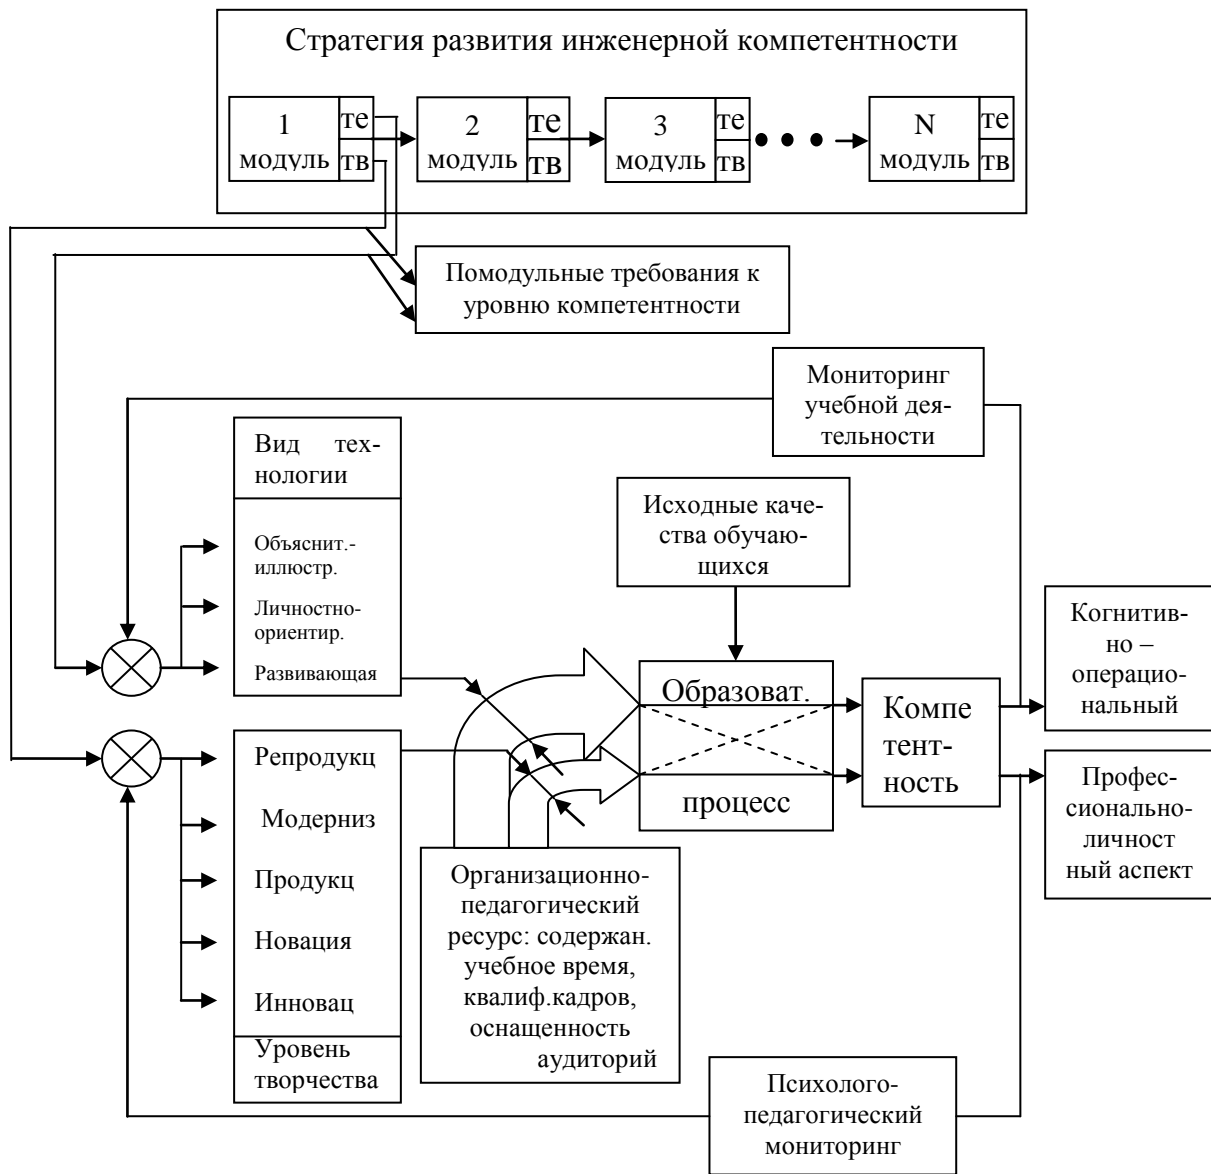 Стратегия развития инженерной компетентности
1
модуль
те
тв
2
модуль
те
тв
3
модуль
те
тв
N
модуль
те
тв
Помодульные требования к
уровню компетентности
Мониторинг
учебной дея-
тельности
Вид тех-
нологии
Объяснит.-
иллюстр.
Личностно-
ориентир.
Развивающая
Исходные каче-
ства обучаю-
щихся
Образоват.
процесс
Компе
тент-
ность
Когнитив-
но –
операцио-
нальный
Профес-
сионально-
личност
ный аспект
Репродукц
Модерниз
Продукц
Новация
Инновац
Уровень
творчества
Организационно-
педагогический
ресурс: содержан.
учебное время,
квалиф.кадров,
оснащенность
аудиторий
Психолого-
педагогический
мониторинг